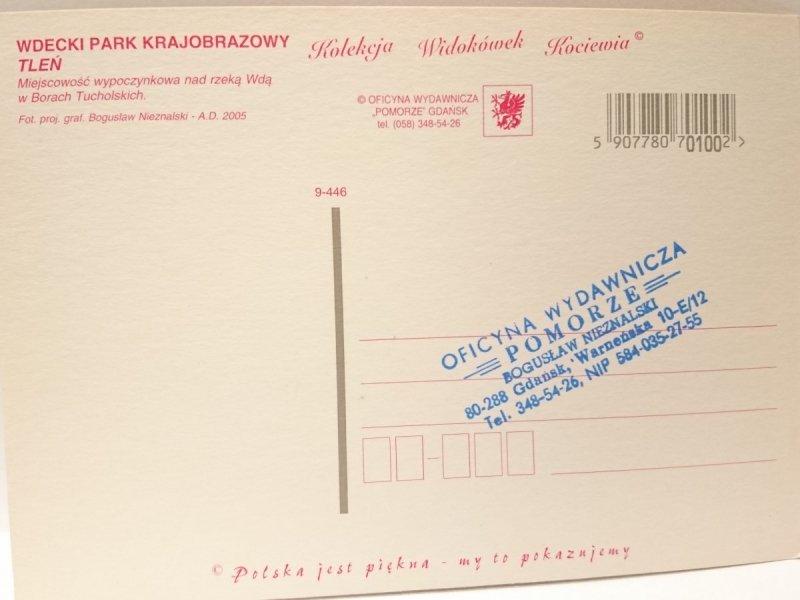 WDECKI PARK KRAJOBRAZOWY
TLEŃ
Miejscowość wypoczynkowa nad rzeką Wdą
w Borach Tucholskich.
Fot. proj. graf. Bogusław Nieznalski - A.D. 2005
Kolekcja Widokówek Kociewia ©
© OFICYNA WYDAWNICZA
„POMORZE” GDAŃSK
tel. (058) 348-54-26
5 907780 701002 >
9-446
OFICYNA WYDAWNICZA
POMORZE
BOGUSŁAW NIEZNALSKI
80-288 Gdańsk, Warneńska 10-E/12
Tel. 348-54-26, NIP 584-035-27-55
© Polska jest piękna - my to pokazujemy